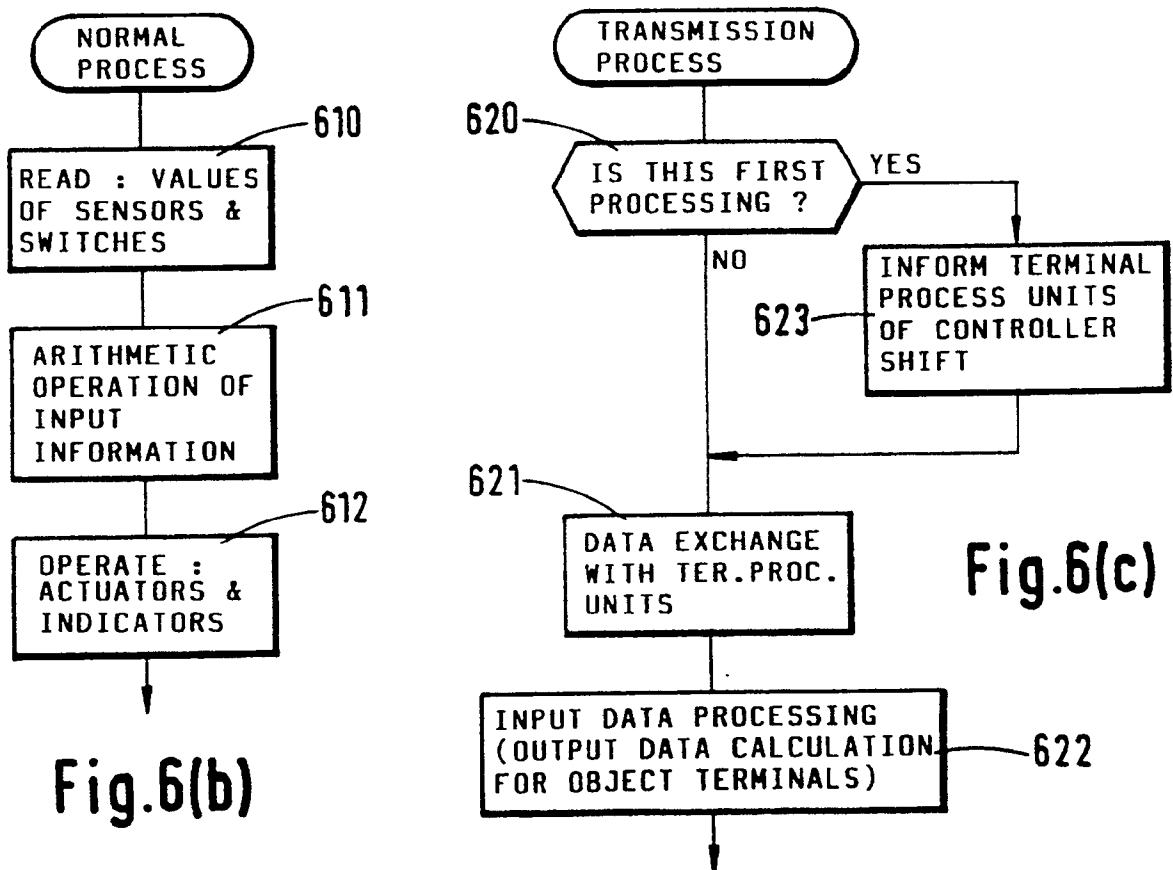 NORMAL
PROCESS
610
READ : VALUES
OF SENSORS &
SWITCHES
611
ARITHMETIC
OPERATION OF
INPUT
INFORMATION
612
OPERATE :
ACTUATORS &
INDICATORS
Fig.6(b)
TRANSMISSION
PROCESS
620
IS THIS FIRST
PROCESSING ?
YES
NO
INFORM TERMINAL
PROCESS UNITS
OF CONTROLLER
SHIFT
623
621
DATA EXCHANGE
WITH TER.PROC.
UNITS
Fig.6(c)
INPUT DATA PROCESSING
(OUTPUT DATA CALCULATION
FOR OBJECT TERMINALS)
622